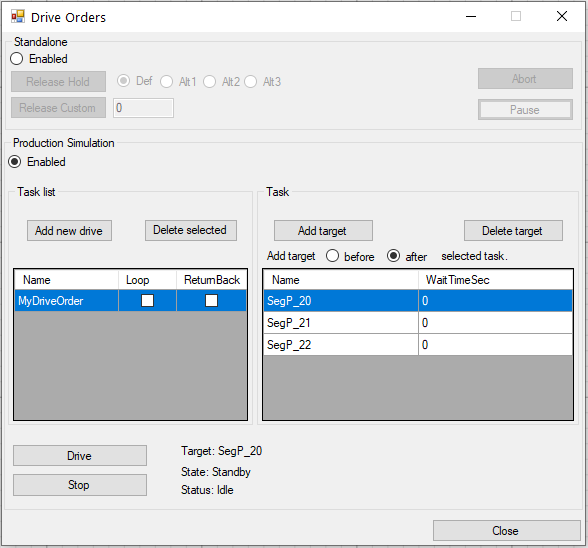 Drive Orders
Standalone
Enabled
Release Hold Def Alt1 Alt2 Alt3 Abort
Release Custom 0 Pause
Production Simulation
Enabled
Task list
Add new drive Delete selected
Name Loop ReturnBack
MyDriveOrder
Task
Add target Delete target
Add target before after selected task.
Name WaitTimeSec
SegP_20 0
SegP_21 0
SegP_22 0
Drive
Stop
Target: SegP_20
State: Standby
Status: Idle
Close